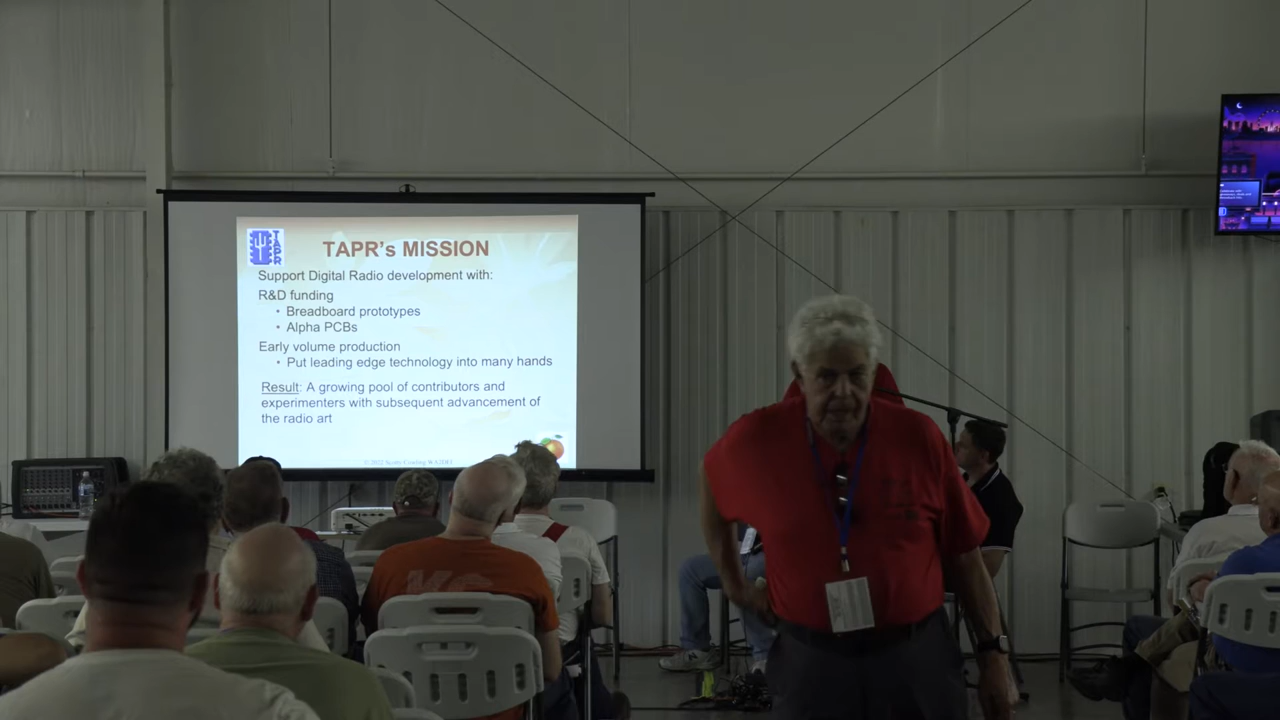 TAPR
TAPR's MISSION
Support Digital Radio development with:
R&D funding
• Breadboard prototypes
• Alpha PCBs
Early volume production
• Put leading edge technology into many hands
Result: A growing pool of contributors and
experimenters with subsequent advancement of
the radio art